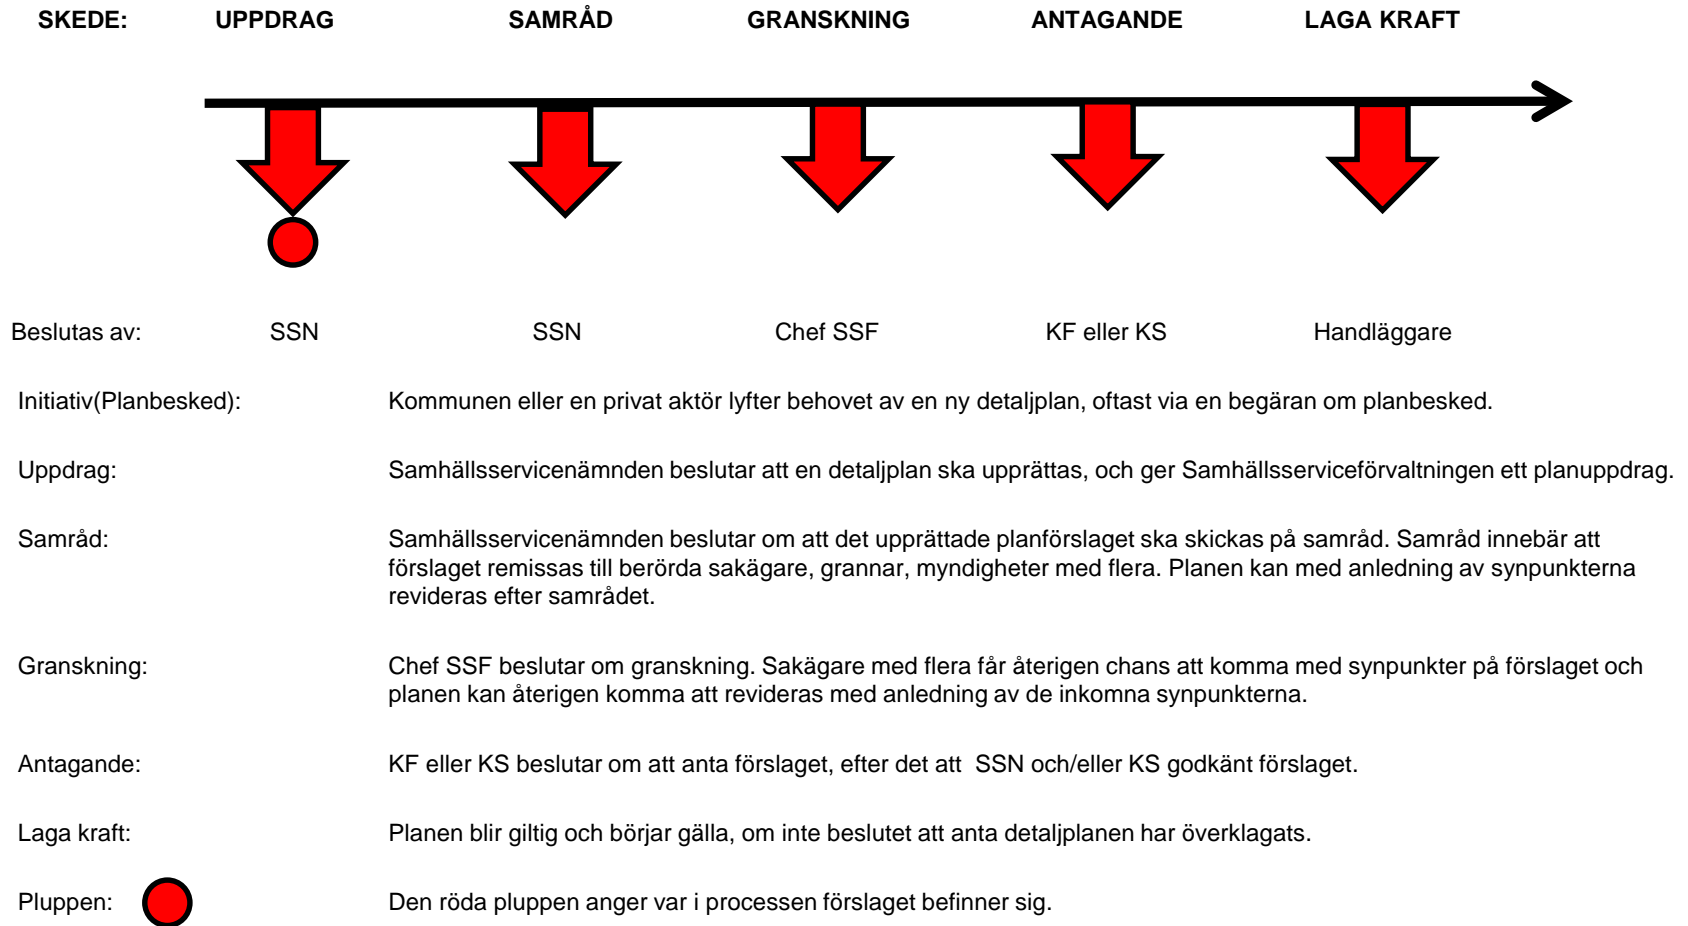 SKEDE: UPPDRAG SAMRÅD GRANSKNING ANTAGANDE LAGA KRAFT
Beslutas av: SSN SSN Chef SSF KF eller KS Handläggare
Initiativ(Planbesked): Kommunen eller en privat aktör lyfter behovet av en ny detaljplan, oftast via en begäran om planbesked.
Uppdrag: Samhällsservicenämnden beslutar att en detaljplan ska upprättas, och ger Samhällsserviceförvaltningen ett planuppdrag.
Samråd: Samhällsservicenämnden beslutar om att det upprättade planförslaget ska skickas på samråd. Samråd innebär att
förslaget remissas till berörda sakägare, grannar, myndigheter med flera. Planen kan med anledning av synpunkterna
revideras efter samrådet.
Granskning: Chef SSF beslutar om granskning. Sakägare med flera får återigen chans att komma med synpunkter på förslaget och
planen kan återigen komma att revideras med anledning av de inkomna synpunkterna.
Antagande: KF eller KS beslutar om att anta förslaget, efter det att SSN och/eller KS godkänt förslaget.
Laga kraft: Planen blir giltig och börjar gälla, om inte beslutet att anta detaljplanen har överklagats.
Pluppen: Den röda pluppen anger var i processen förslaget befinner sig.